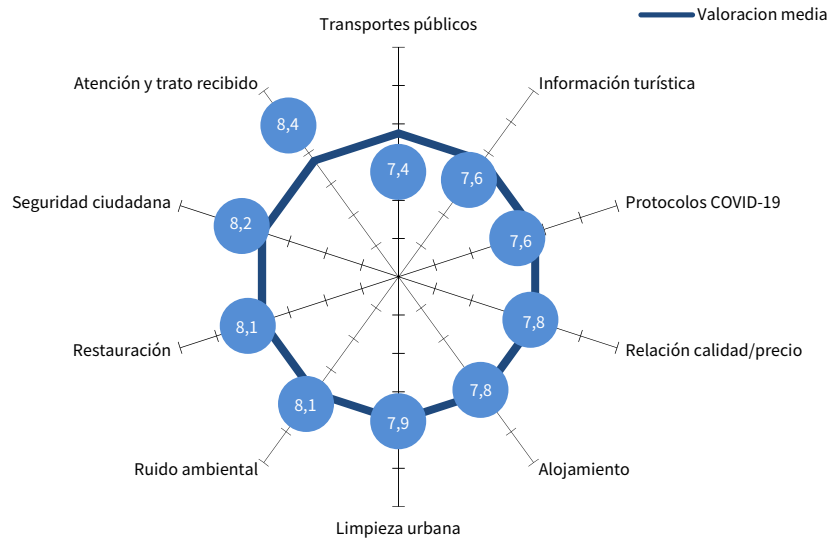 Valoracion media
Transportes públicos
7,4
Información turística
7,6
Protocolos COVID-19
7,6
Relación calidad/precio
7,8
Alojamiento
7,8
Limpieza urbana
7,9
Ruido ambiental
8,1
Restauración
8,1
Seguridad ciudadana
8,2
Atención y trato recibido
8,4